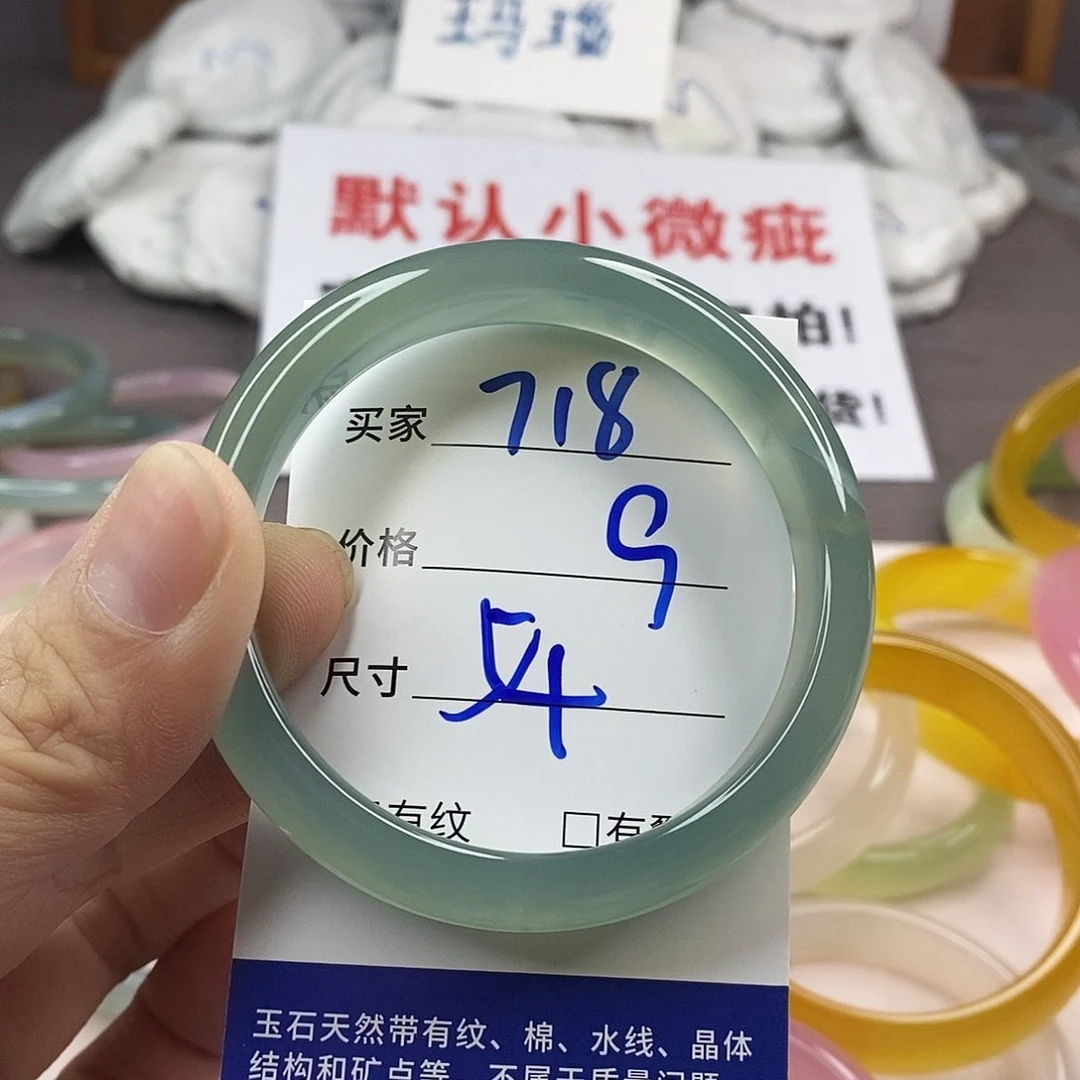 玛瑙
默认小微疵
怕!
货!
买家 718
价格 9
尺寸 54
有纹 □有裂
玉石天然带有纹、棉、水线、晶体
结构和矿点等，不属于质量问题